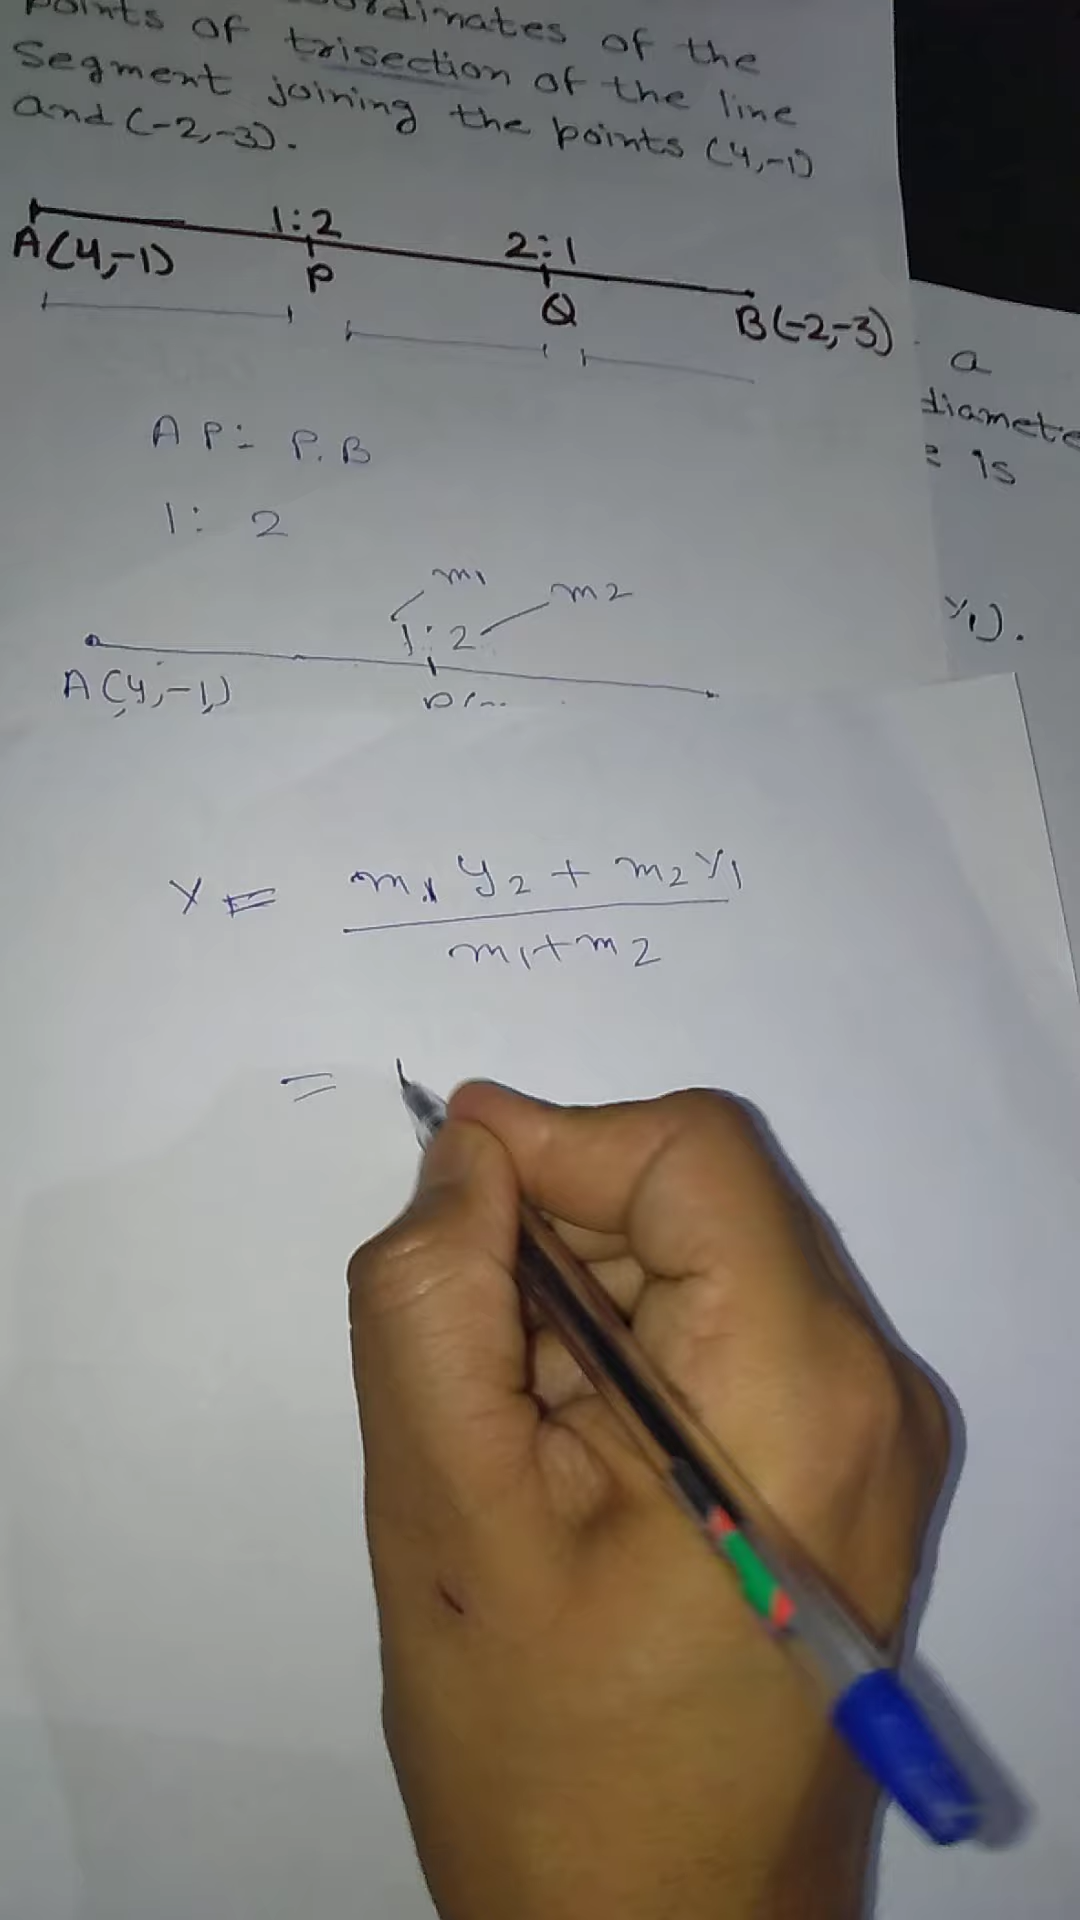 points
of the
of trisection of the line
Segment joining the points (4,-1)
and (-2,-3).
1:2
2:1
A(4,-1)
P
Q
B(-2,-3)
a
diamete
is
AP: P.B
1: 2
m1
m2
1:2
y1).
A(4,-1)
y = m1 y2 + m2 y1
m1+m2
=